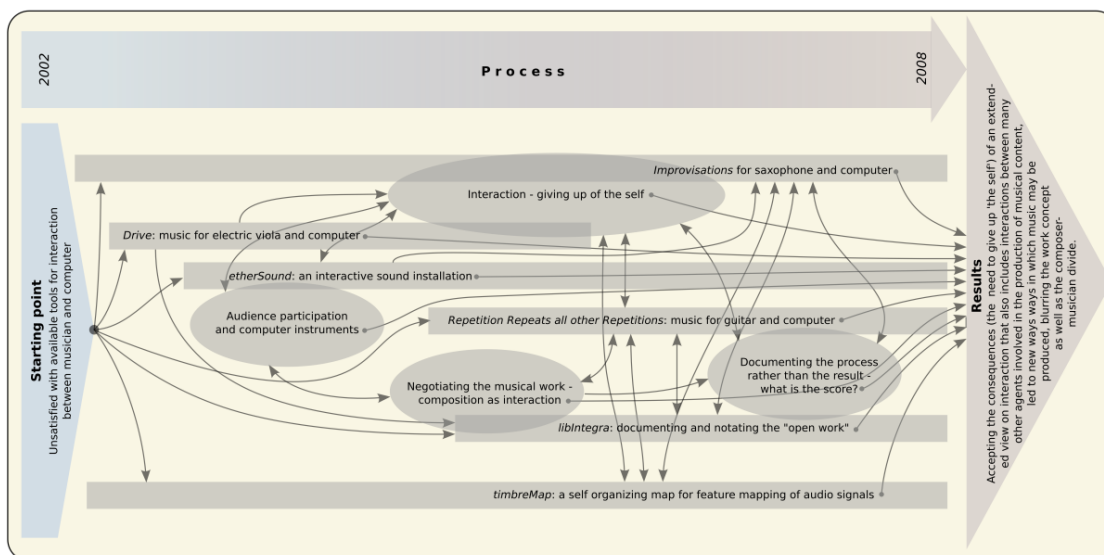 2002
Process
2008
Starting point
Unsatisfied with available tools for interaction
between musician and computer
Improvisations for saxophone and computer
Interaction - giving up of the self
Drive: music for electric viola and computer
etherSound: an interactive sound installation
Audience participation
and computer instruments
Repetition Repeats all other Repetitions: music for guitar and computer
Negotiating the musical work -
composition as interaction
Documenting the process
rather than the result -
what is the score?
libIntegra: documenting and notating the "open work"
timbreMap: a self organizing map for feature mapping of audio signals
Results
Accepting the consequences (the need to give up 'the self') of an extend-
ed view on interaction that also includes interactions between many
other agents involved in the production of musical content,
led to new ways ways in which music may be
produced, blurring the work concept
as well as the composer-
musician divide.